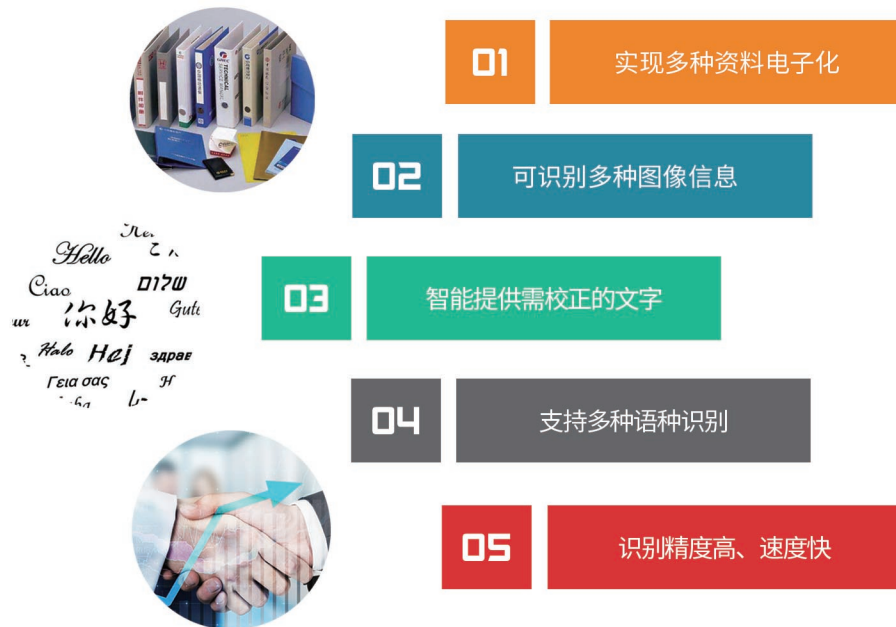 01
实现多种资料电子化
02
可识别多种图像信息
Hello
Ciao
שלום
你好
Halo
Hej
здрав
Γεια σας
03
智能提供需校正的文字
04
支持多种语种识别
05
识别精度高、速度快